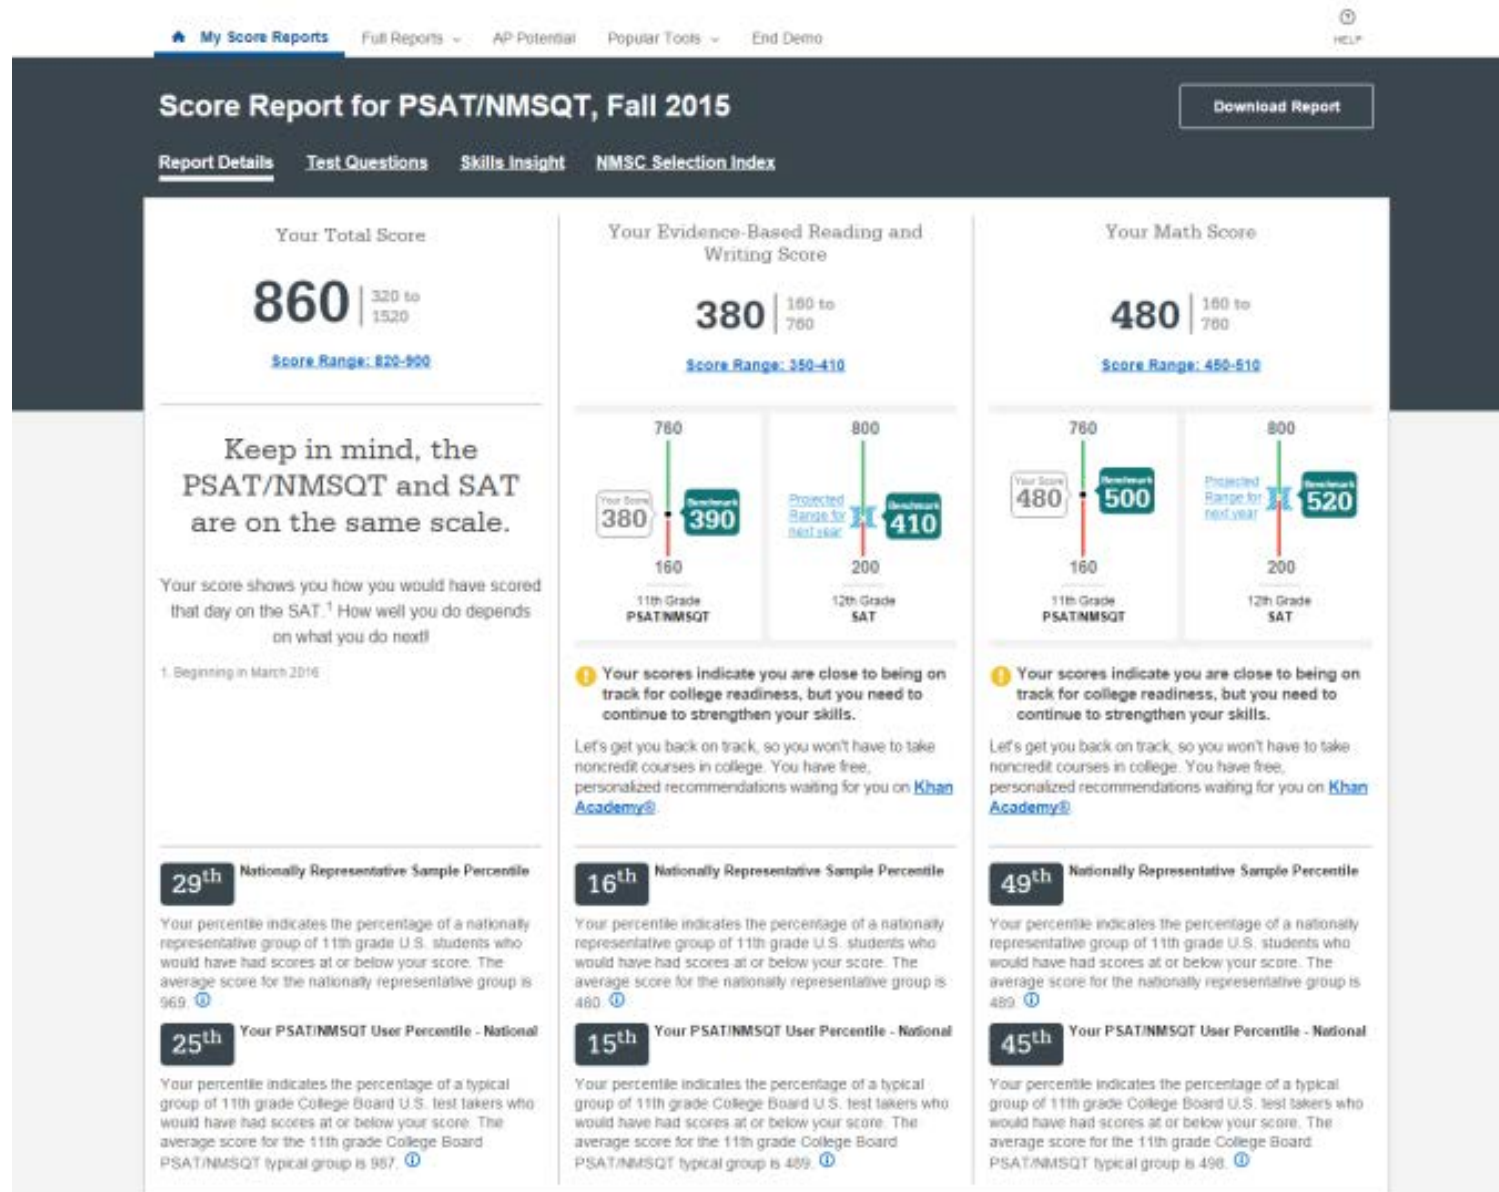 My Score Reports
Full Reports
AP Potential
Popular Tools
End Demo
HELP
Score Report for PSAT/NMSQT, Fall 2015
Download Report
Report Details
Test Questions
Skills Insight
NMSC Selection Index
Your Total Score
860
320 to
1520
Score Range: 820-900
Keep in mind, the
PSAT/NMSQT and SAT
are on the same scale.
Your score shows you how you would have scored
that day on the SAT.1 How well you do depends
on what you do next!
1. Beginning in March 2016
29th
Nationally Representative Sample Percentile
Your percentile indicates the percentage of a nationally
representative group of 11th grade U.S. students who
would have had scores at or below your score. The
average score for the nationally representative group is
969.
25th
Your PSAT/NMSQT User Percentile - National
Your percentile indicates the percentage of a typical
group of 11th grade College Board U.S. test takers who
would have had scores at or below your score. The
average score for the 11th grade College Board
PSAT/NMSQT typical group is 987.
Your Evidence-Based Reading and
Writing Score
380
160 to
760
Score Range: 350-410
760
Your Score
380
Benchmark
390
160
11th Grade
PSAT/NMSQT
800
Projected
Range for
next year
Benchmark
410
200
12th Grade
SAT
Your scores indicate you are close to being on
track for college readiness, but you need to
continue to strengthen your skills.
Let's get you back on track, so you won't have to take
noncredit courses in college. You have free,
personalized recommendations waiting for you on Khan
Academy®.
16th
Nationally Representative Sample Percentile
Your percentile indicates the percentage of a nationally
representative group of 11th grade U.S. students who
would have had scores at or below your score. The
average score for the nationally representative group is
480.
15th
Your PSAT/NMSQT User Percentile - National
Your percentile indicates the percentage of a typical
group of 11th grade College Board U.S. test takers who
would have had scores at or below your score. The
average score for the 11th grade College Board
PSAT/NMSQT typical group is 489.
Your Math Score
480
160 to
760
Score Range: 450-510
760
Your Score
480
Benchmark
500
160
11th Grade
PSAT/NMSQT
800
Projected
Range for
next year
Benchmark
520
200
12th Grade
SAT
Your scores indicate you are close to being on
track for college readiness, but you need to
continue to strengthen your skills.
Let's get you back on track, so you won't have to take
noncredit courses in college. You have free,
personalized recommendations waiting for you on Khan
Academy®.
49th
Nationally Representative Sample Percentile
Your percentile indicates the percentage of a nationally
representative group of 11th grade U.S. students who
would have had scores at or below your score. The
average score for the nationally representative group is
489.
45th
Your PSAT/NMSQT User Percentile - National
Your percentile indicates the percentage of a typical
group of 11th grade College Board U.S. test takers who
would have had scores at or below your score. The
average score for the 11th grade College Board
PSAT/NMSQT typical group is 498.